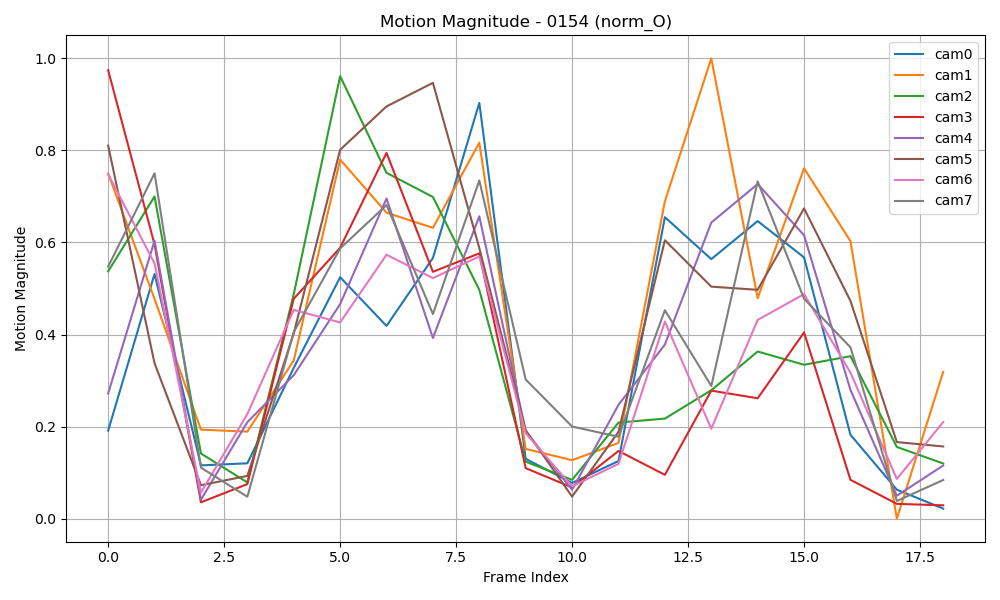 Motion Magnitude - 0154 (norm_O)
Motion Magnitude
1.0
0.8
0.6
0.4
0.2
0.0
cam0
cam1
cam2
cam3
cam4
cam5
cam6
cam7
0.0 2.5 5.0 7.5 10.0 12.5 15.0 17.5
Frame Index